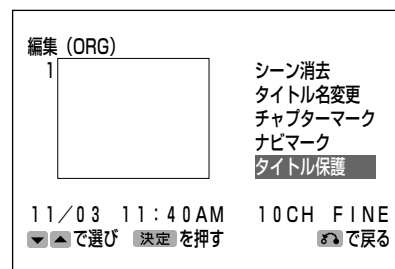 編集（ORG）
1
シーン消去
タイトル名変更
チャプターマーク
ナビマーク
タイトル保護
11／03　11：40AM　10CH　FINE
▼▲で選び　決定を押す　で戻る